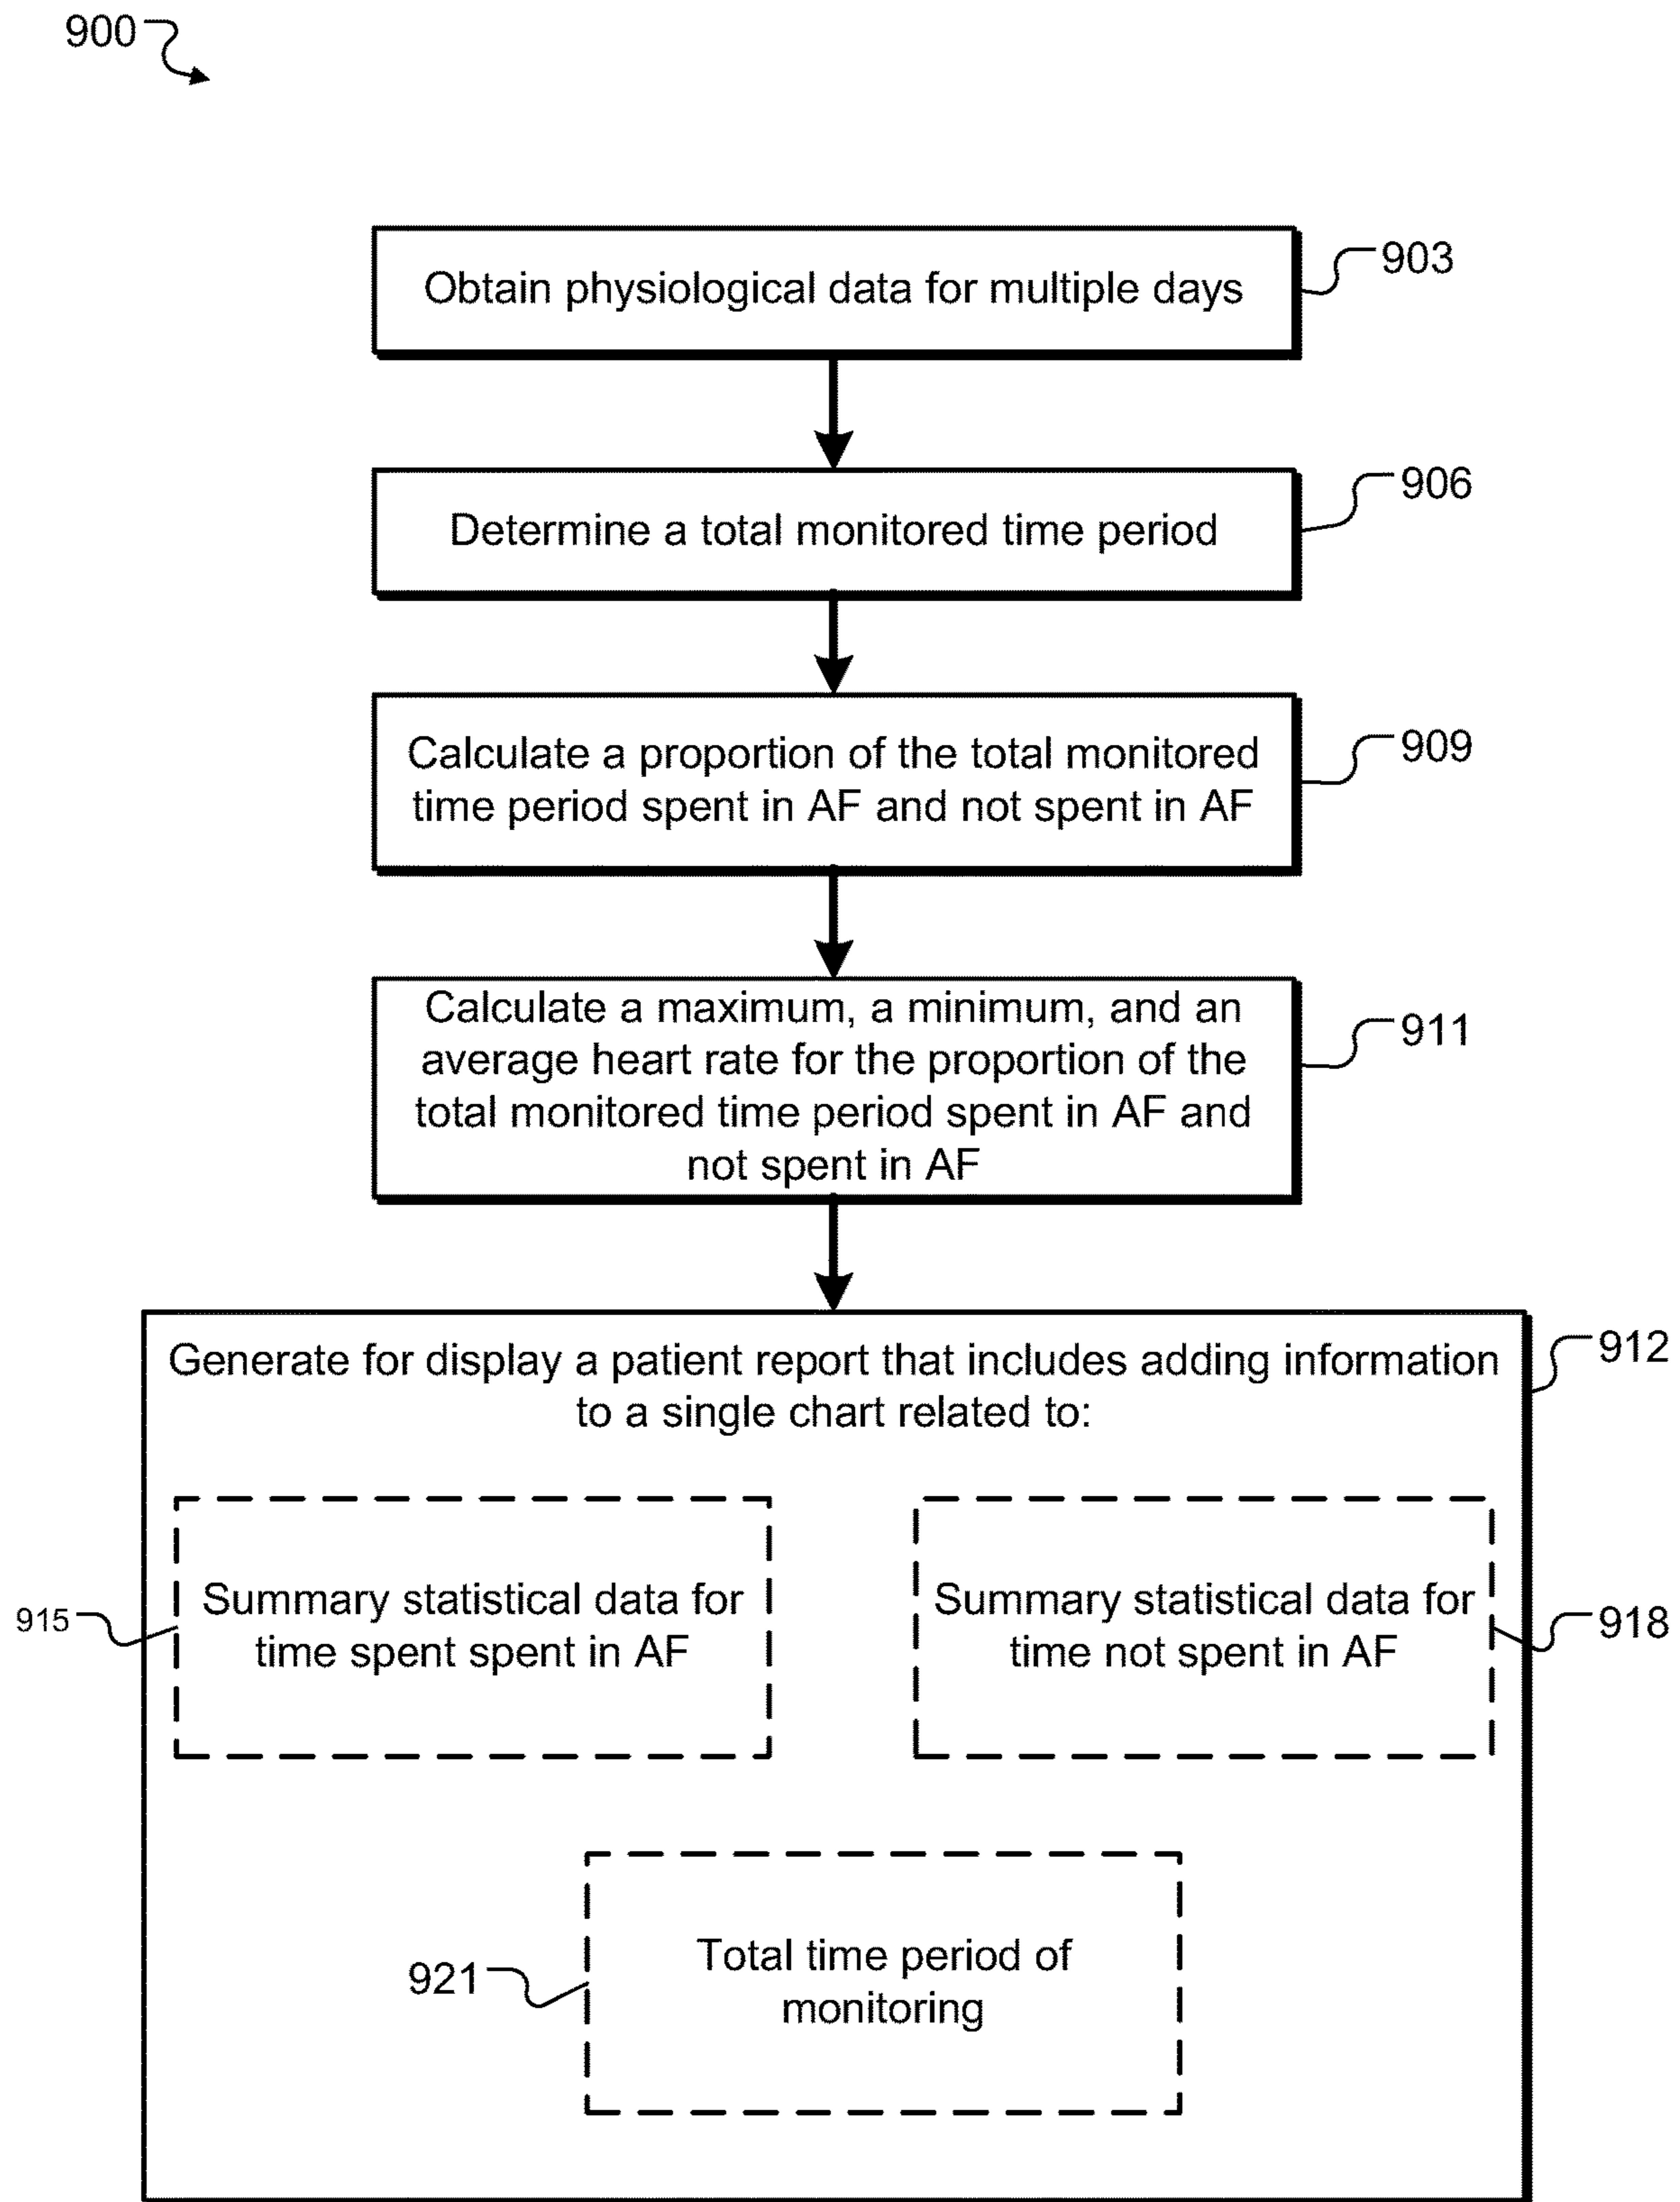 900
Obtain physiological data for multiple days
903
Determine a total monitored time period
906
Calculate a proportion of the total monitored
time period spent in AF and not spent in AF
909
Calculate a maximum, a minimum, and an
average heart rate for the proportion of the
total monitored time period spent in AF and
not spent in AF
911
Generate for display a patient report that includes adding information
to a single chart related to:
912
Summary statistical data for
time spent spent in AF
915
Summary statistical data for
time not spent in AF
918
Total time period of
monitoring
921